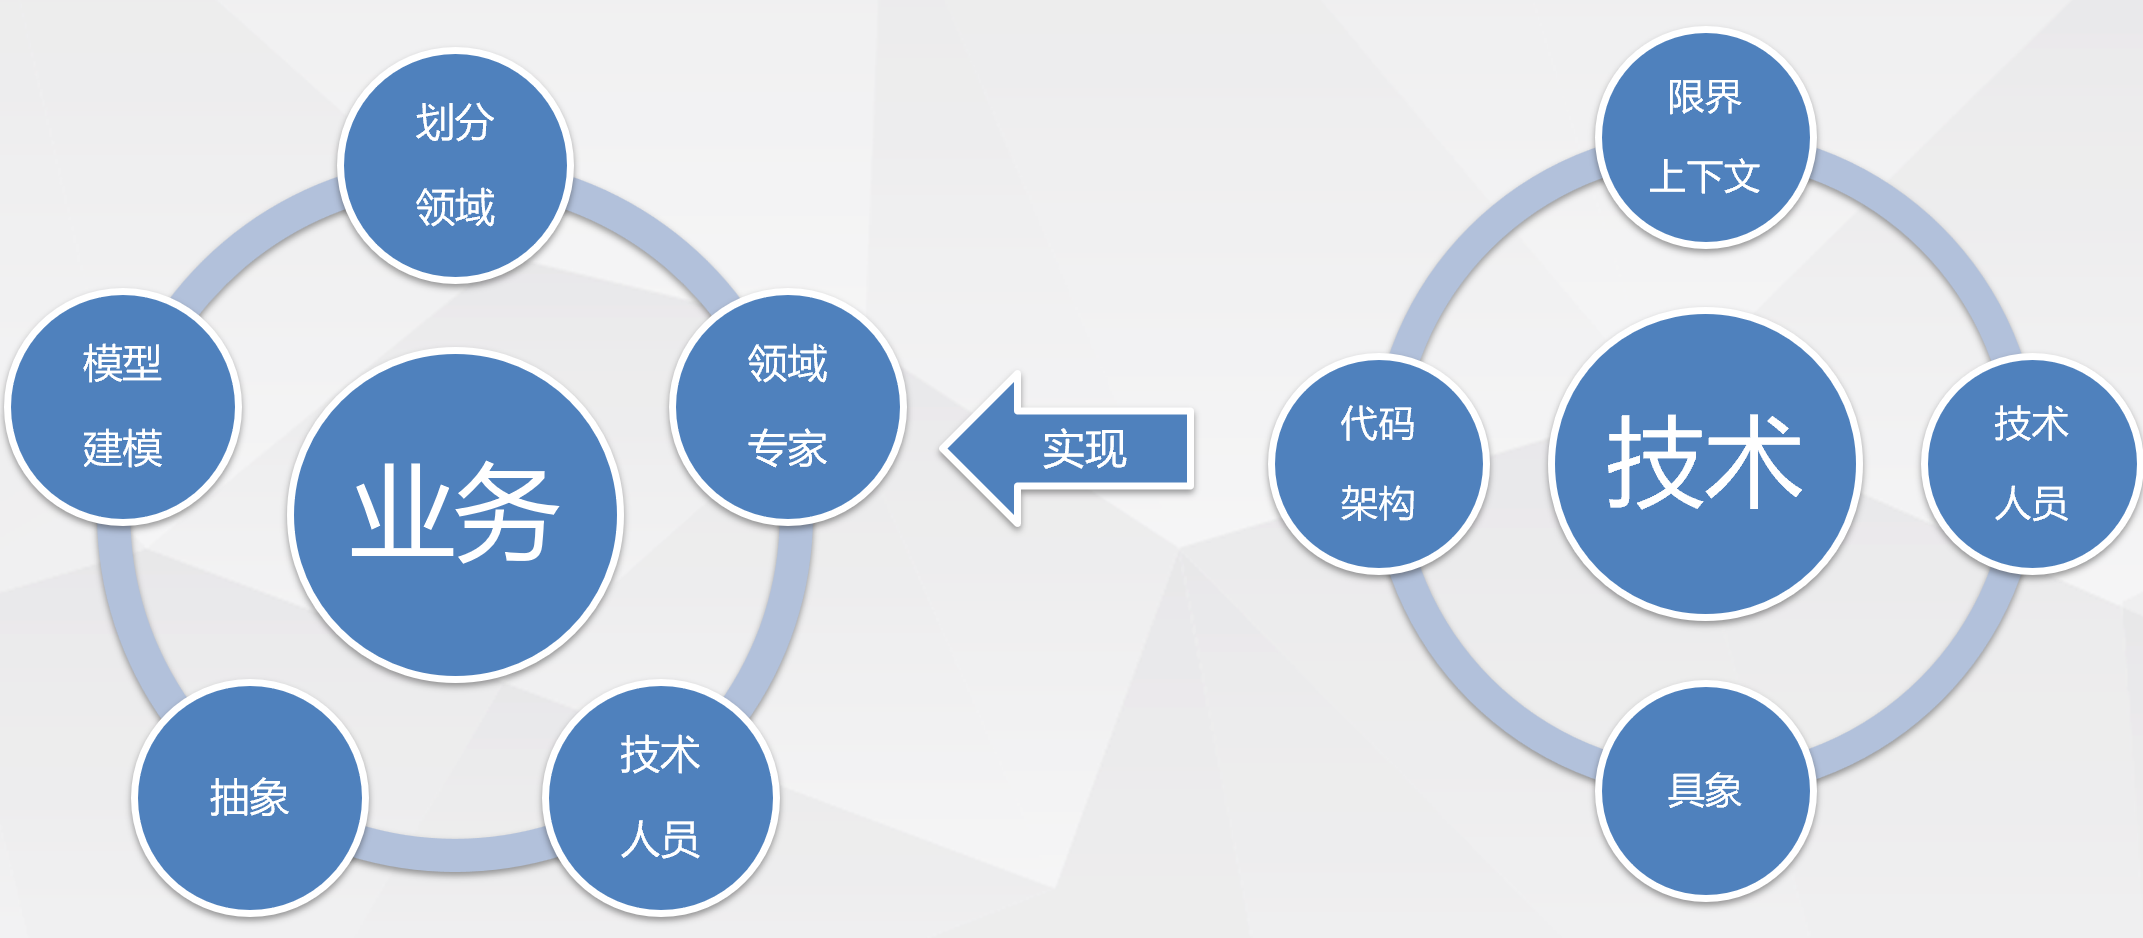 划分
领域
领域
专家
技术
人员
抽象
模型
建模
业务
实现
限界
上下文
技术
人员
具象
代码
架构
技术